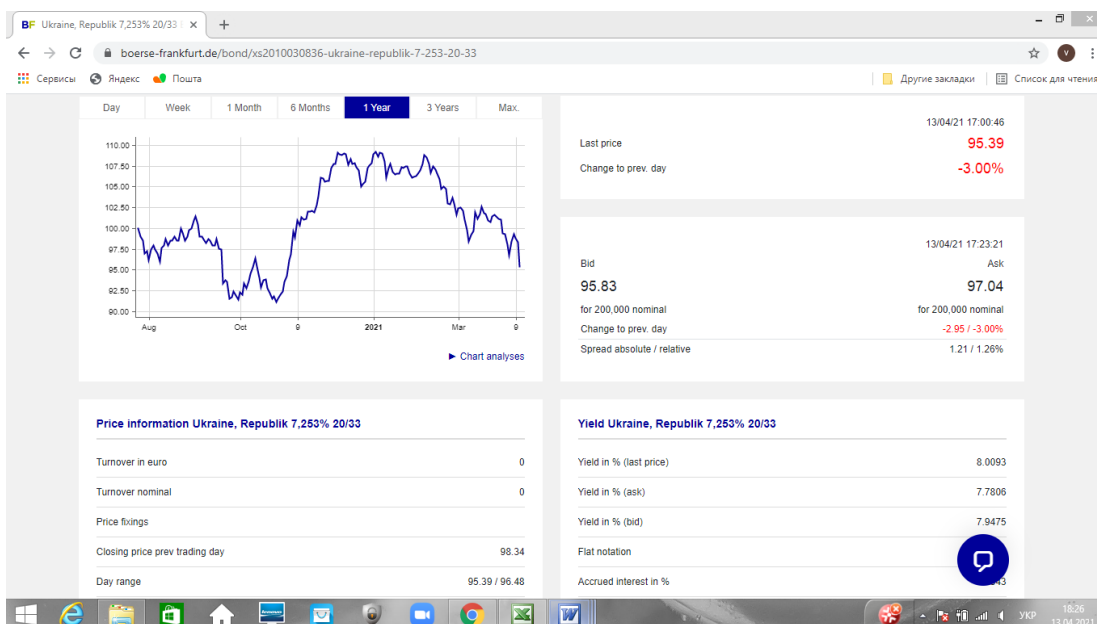 BF Ukraine, Republik 7,253% 20/33
boerse-frankfurt.de/bond/xs2010030836-ukraine-republik-7-253-20-33
V
Сервисы Яндекс Пошта Другие закладки Список для чтения
Day Week 1 Month 6 Months 1 Year 3 Years Max.
110.00
107.50
105.00
102.50
100.00
97.50
95.00
92.50
90.00
Aug Oct 9 2021 Mar 9
► Chart analyses
13/04/21 17:00:46
Last price 95.39
Change to prev. day -3.00%
13/04/21 17:23:21
Bid Ask
95.83 97.04
for 200,000 nominal for 200,000 nominal
Change to prev. day -2.95 / -3.00%
Spread absolute / relative 1.21 / 1.26%
Price information Ukraine, Republik 7,253% 20/33
Turnover in euro 0
Turnover nominal 0
Price fixings
Closing price prev trading day 98.34
Day range 95.39 / 96.48
Yield Ukraine, Republik 7,253% 20/33
Yield in % (last price) 8.0093
Yield in % (ask) 7.7806
Yield in % (bid) 7.9475
Flat notation
Accrued interest in %
УКР 18:26
13.04.2021